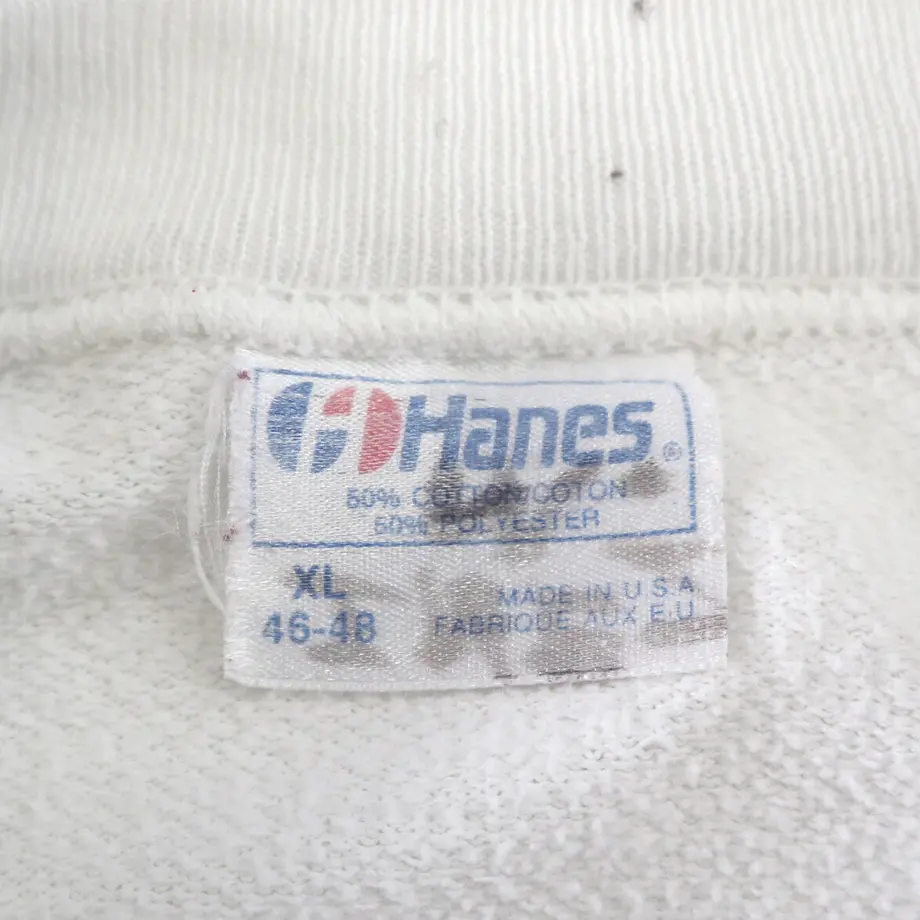 Hanes®
50% COTTON/COTON
50% POLYESTER
XL
46-48
MADE IN U.S.A.
FABRIQUE AUX E.U.